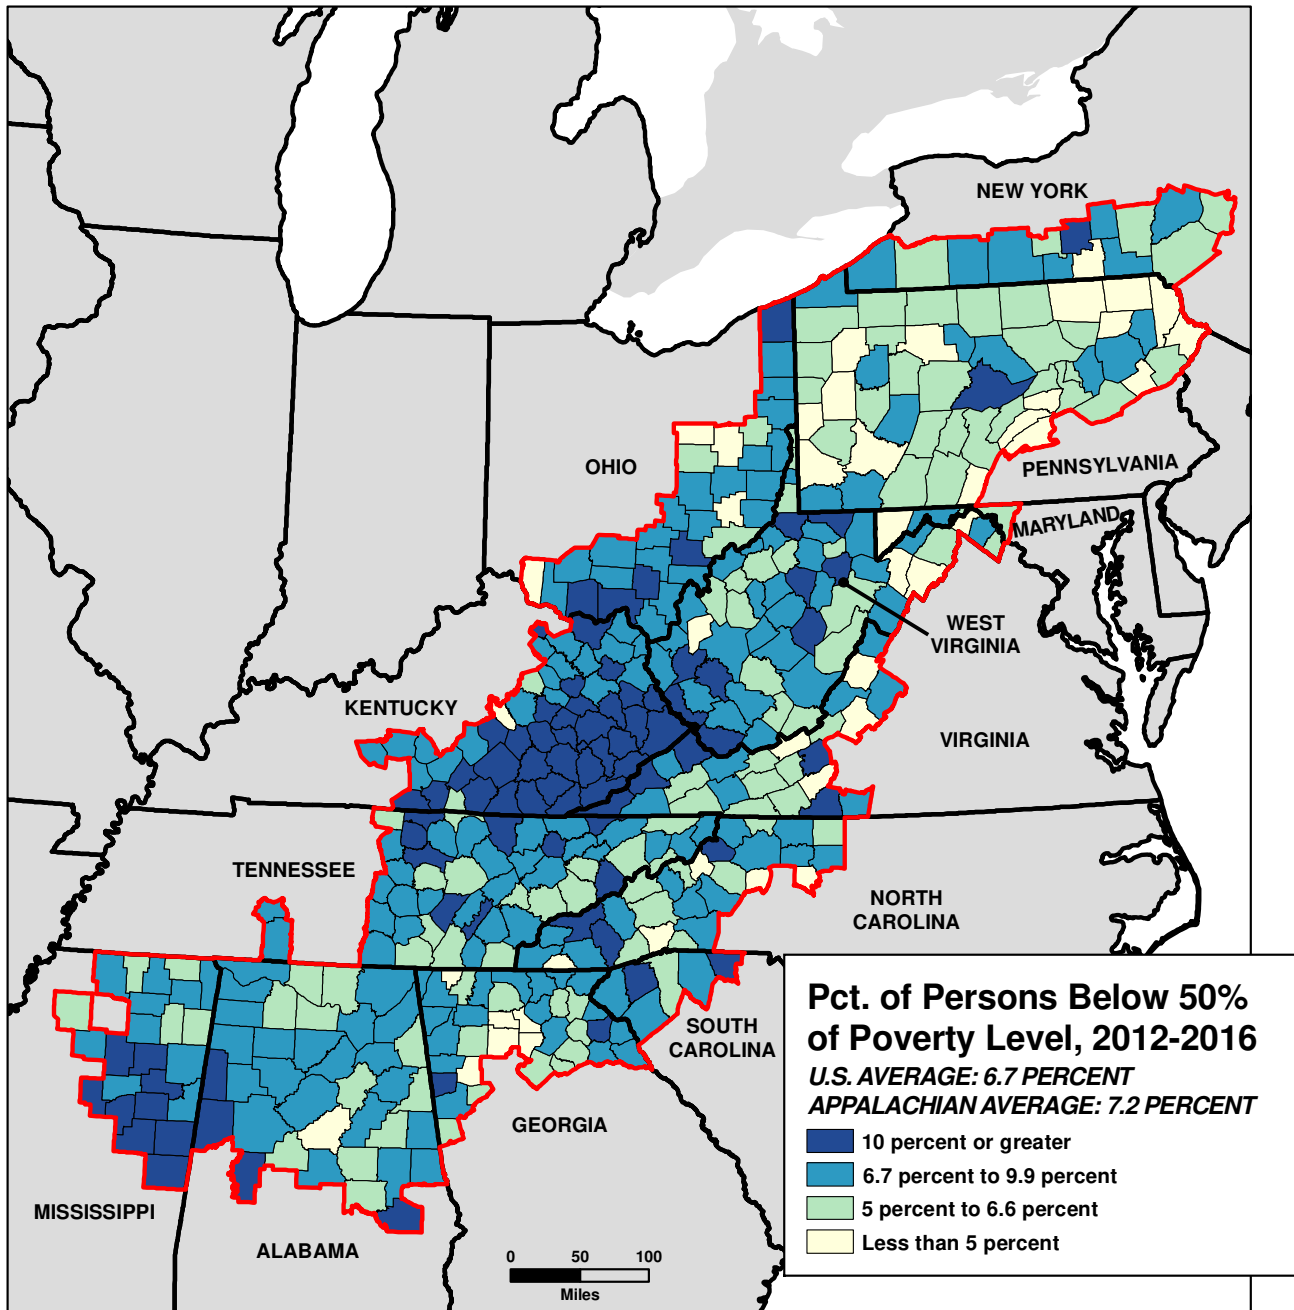 NEW YORK
OHIO
PENNSYLVANIA
MARYLAND
WEST
VIRGINIA
KENTUCKY
VIRGINIA
TENNESSEE
NORTH
CAROLINA
SOUTH
CAROLINA
GEORGIA
MISSISSIPPI
ALABAMA
Pct. of Persons Below 50%
of Poverty Level, 2012-2016
U.S. AVERAGE: 6.7 PERCENT
APPALACHIAN AVERAGE: 7.2 PERCENT
10 percent or greater
6.7 percent to 9.9 percent
5 percent to 6.6 percent
Less than 5 percent
0 50 100
Miles